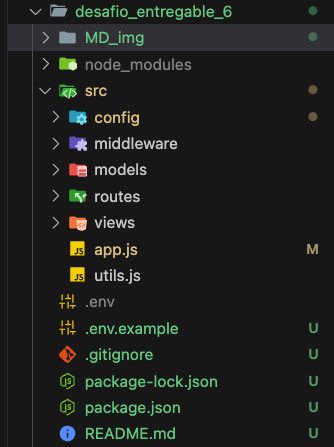 desafio_entregable_6
MD_img
node_modules
src
config
middleware
models
routes
views
app.js M
utils.js
.env
.env.example U
.gitignore U
package-lock.json U
package.json U
README.md U